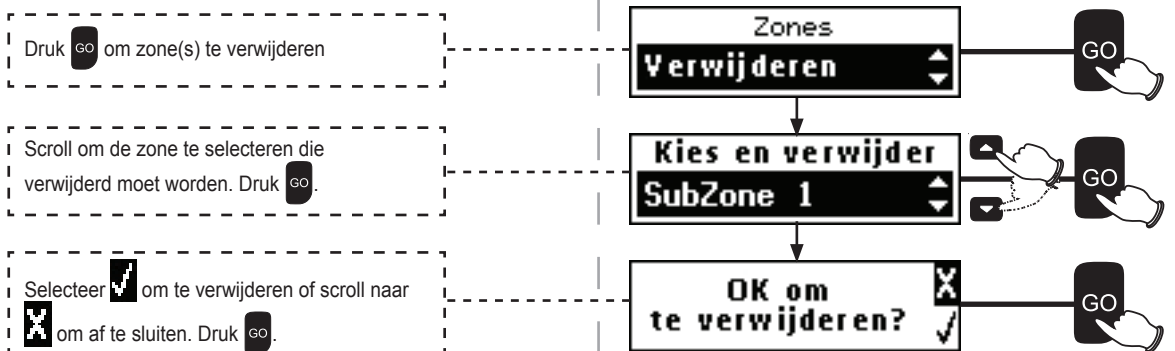 Druk GO om zone(s) te verwijderen
Zones
Verwijderen
GO
Scroll om de zone te selecteren die
verwijderd moet worden. Druk GO.
Kies en verwijder
SubZone 1
GO
Selecteer √ om te verwijderen of scroll naar
X om af te sluiten. Druk GO.
OK om X
te verwijderen? √
GO